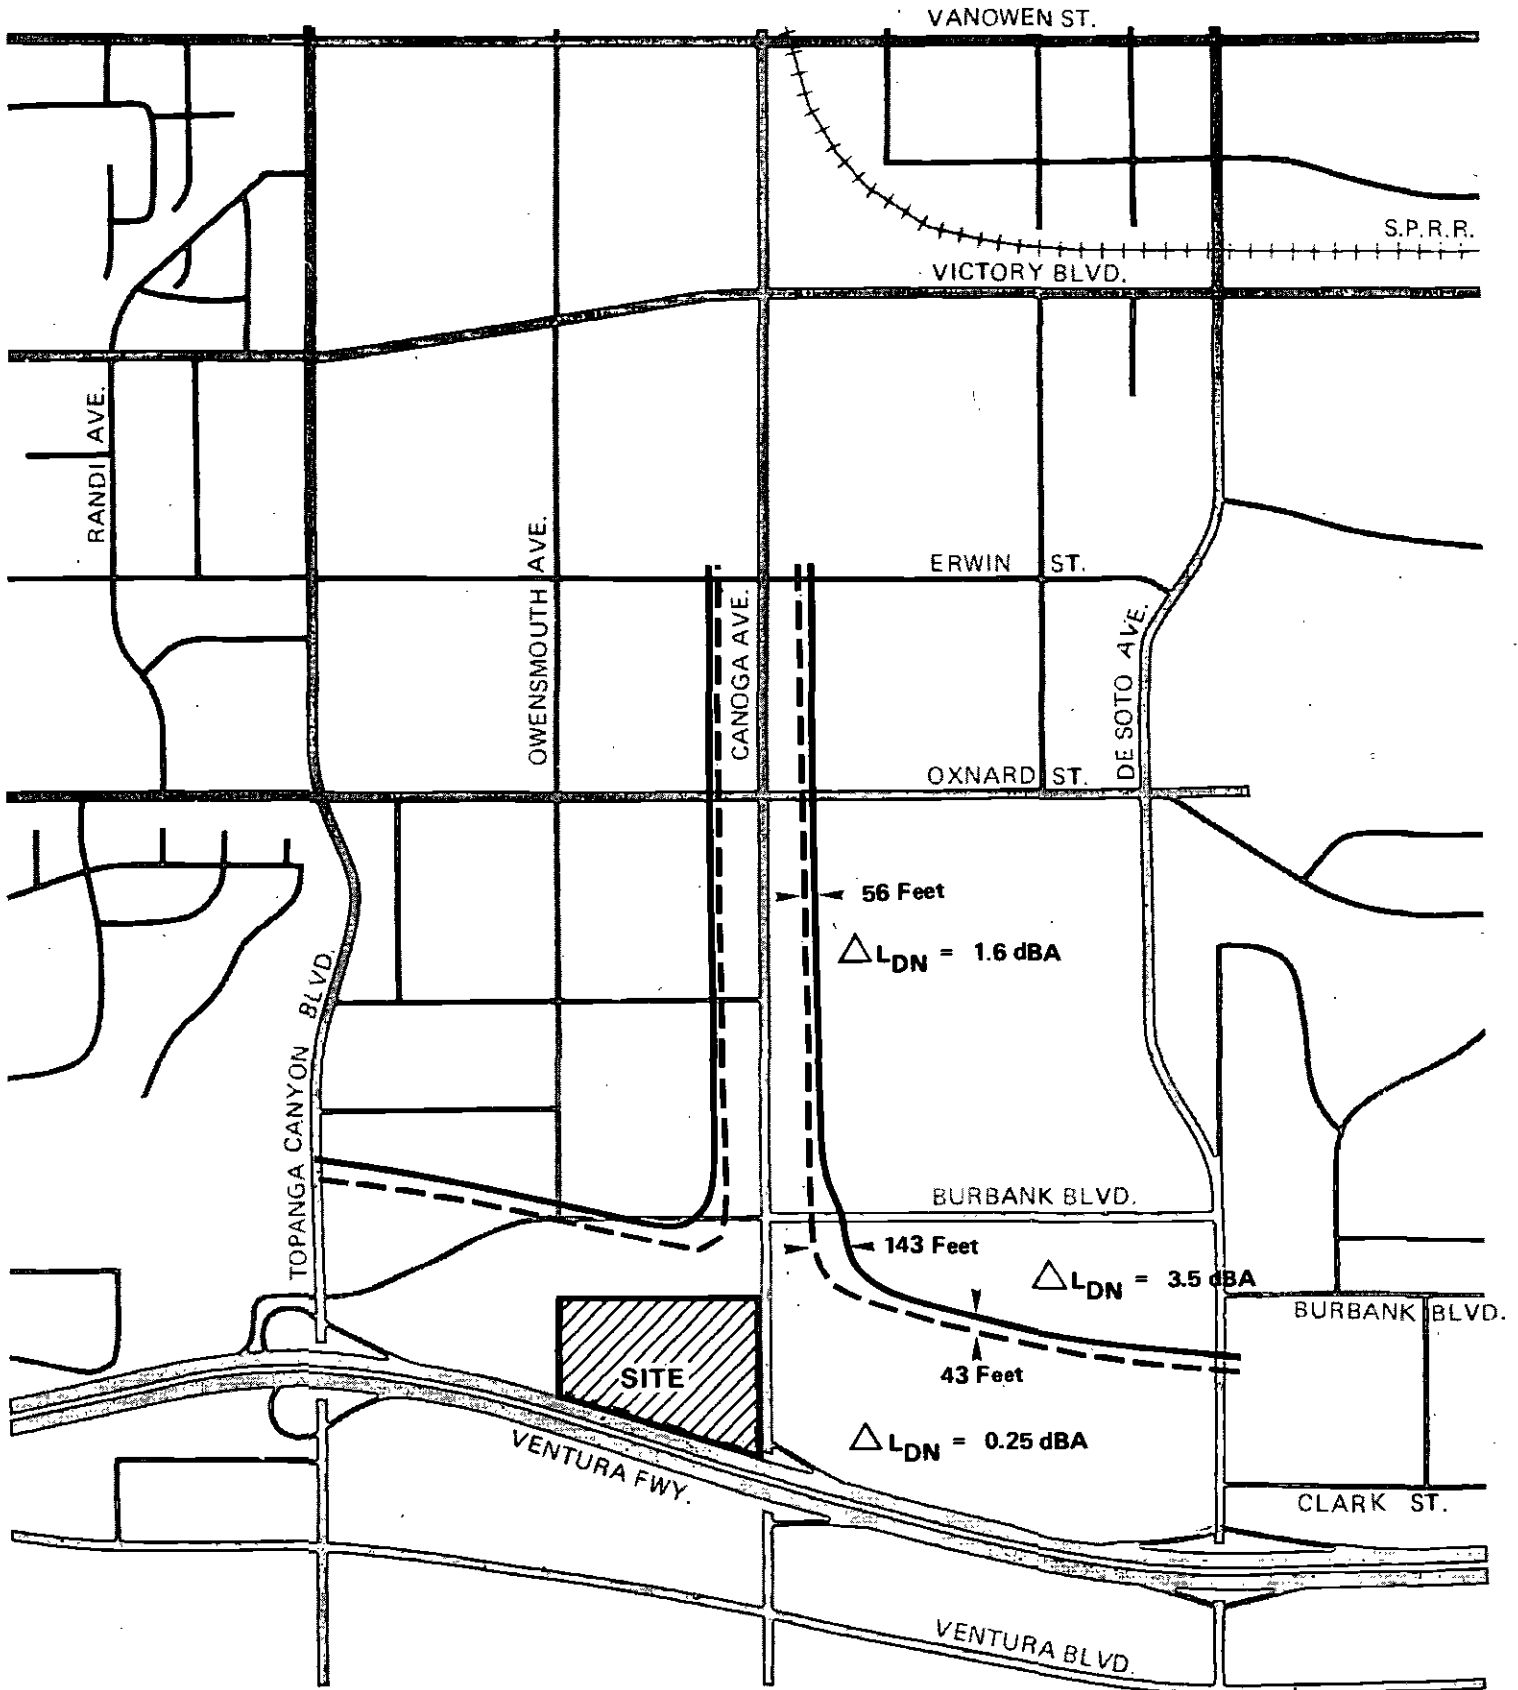 VANOWEN ST.
S.P.R.R.
VICTORY BLVD.
RANDI AVE.
OWENSMOUTH AVE.
ERWIN ST.
CANOGA AVE.
DE SOTO AVE.
OXNARD ST.
56 Feet
△ LDN = 1.6 dBA
TOPANGA CANYON BLVD.
BURBANK BLVD.
143 Feet
△ LDN = 3.5 dBA
BURBANK BLVD.
SITE
43 Feet
△ LDN = 0.25 dBA
VENTURA FWY.
CLARK ST.
VENTURA BLVD.